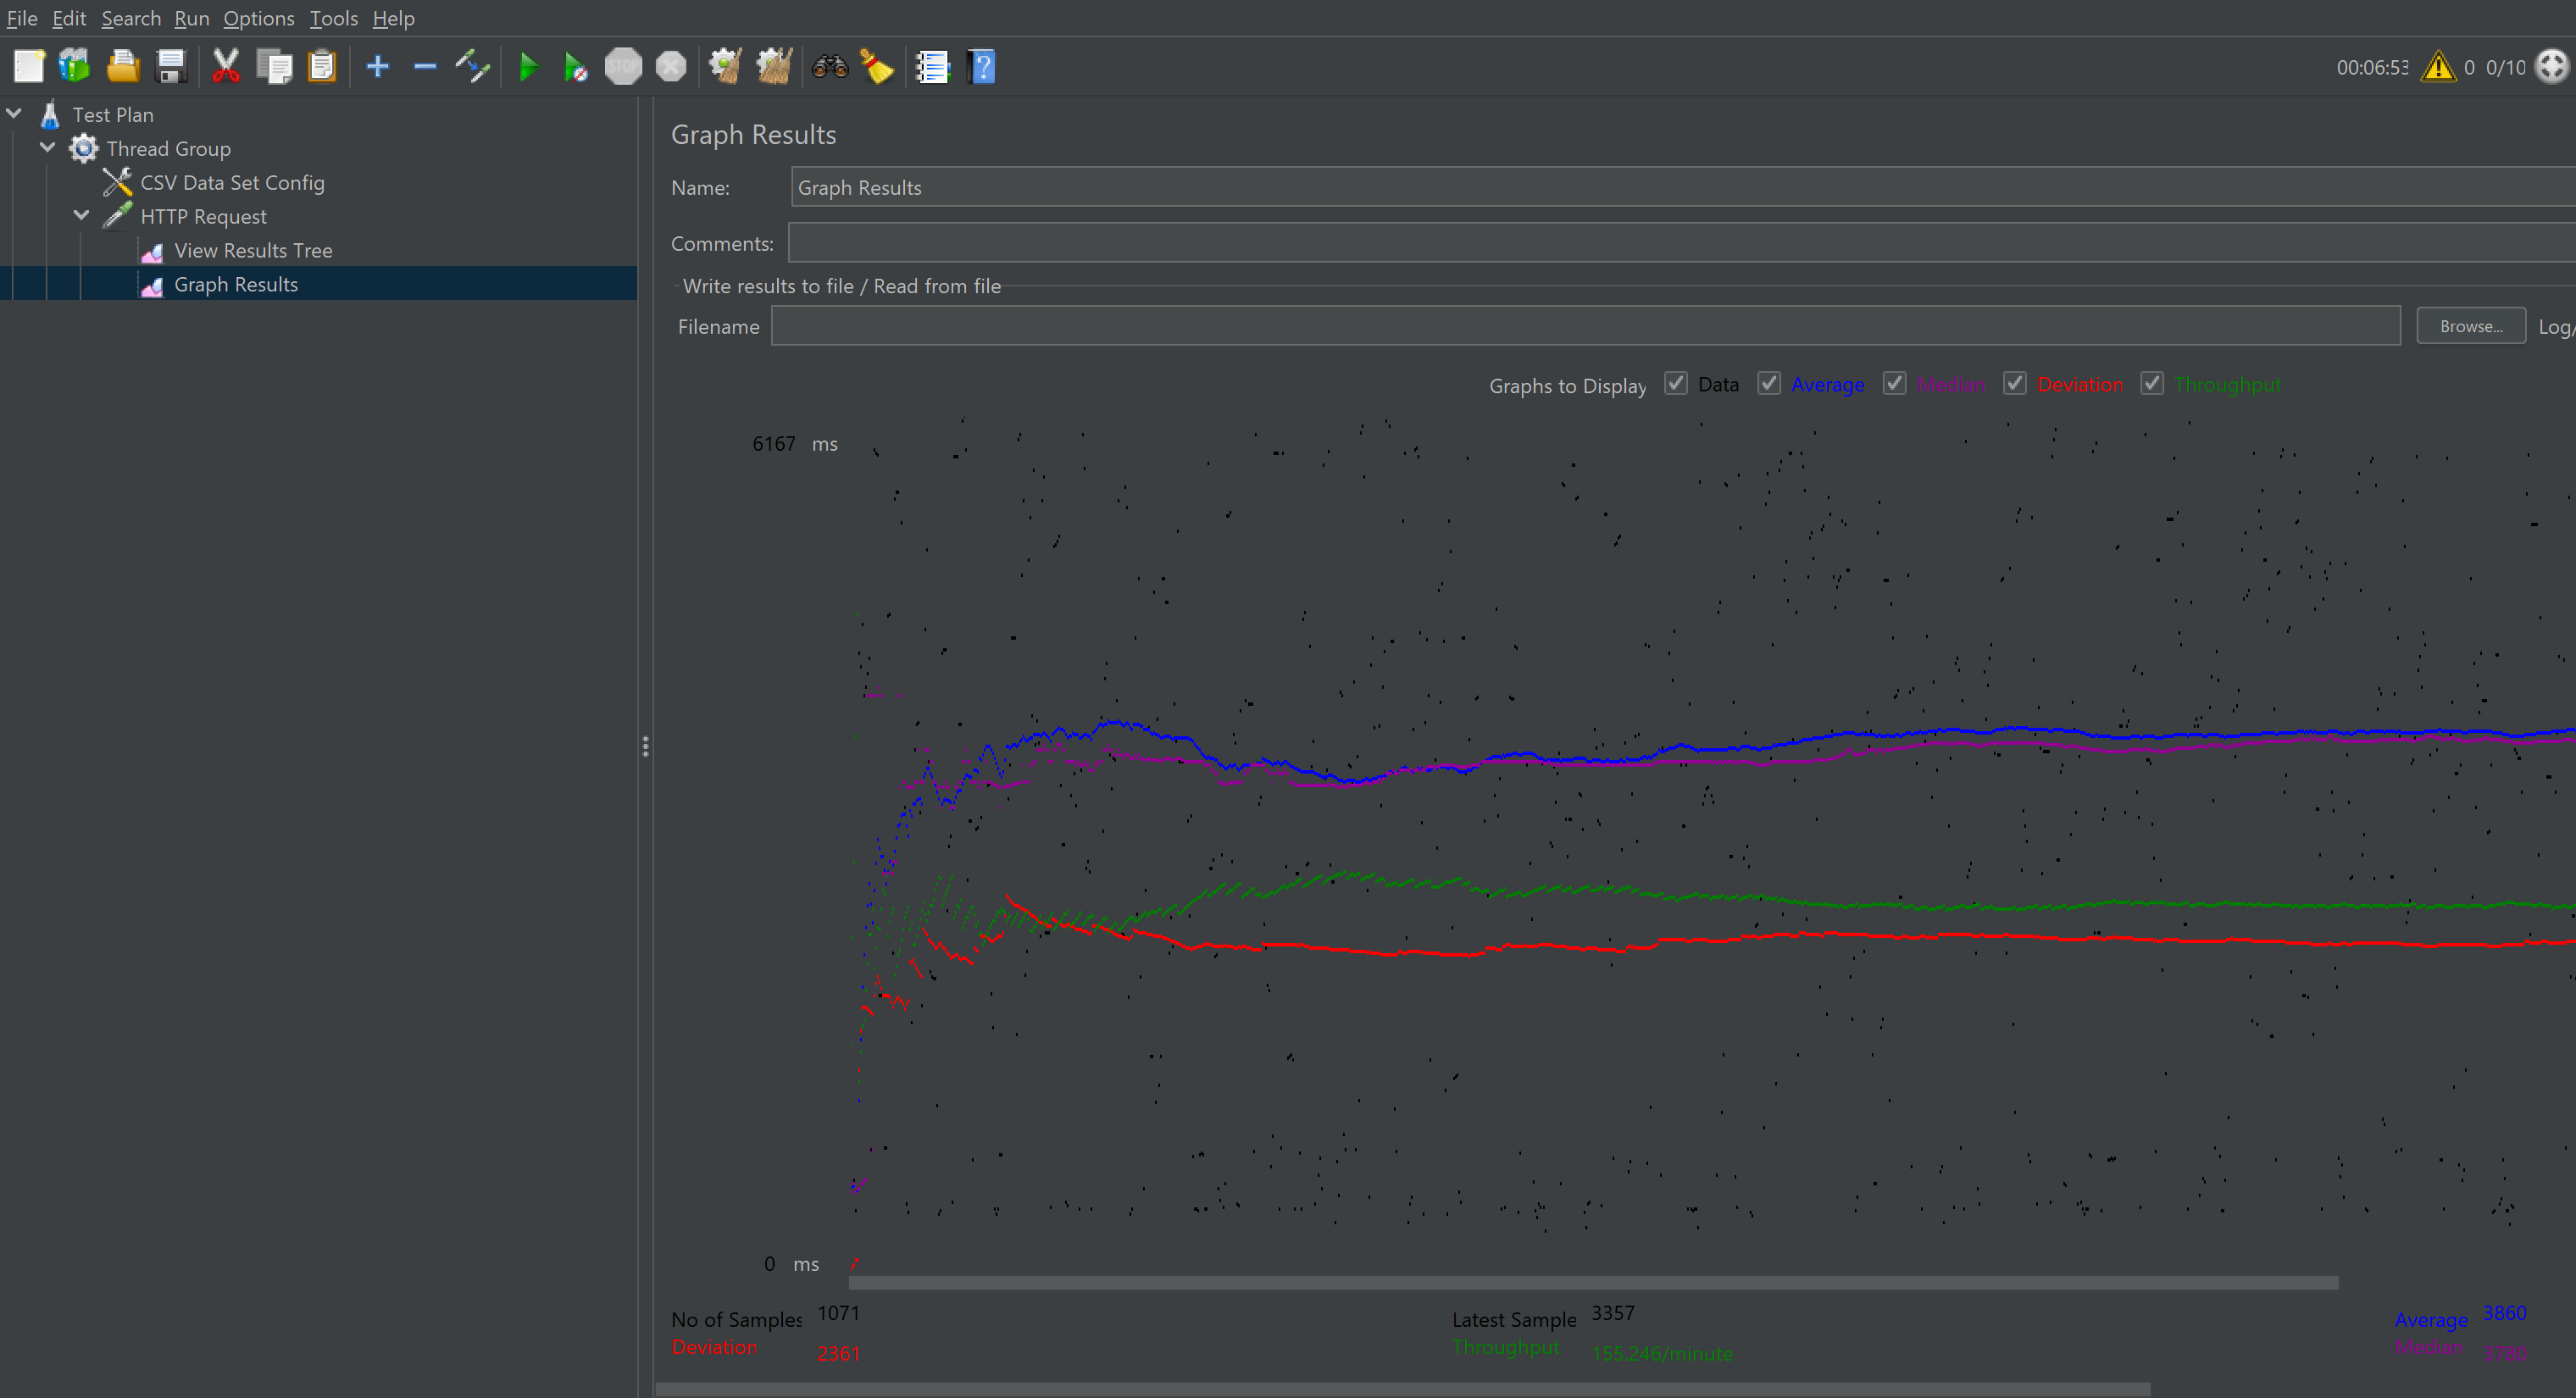 File Edit Search Run Options Tools Help
STOP
00:06:53 0 0/10
Test Plan
Thread Group
CSV Data Set Config
HTTP Request
View Results Tree
Graph Results
Graph Results
Name: Graph Results
Comments:
Write results to file / Read from file
Filename Browse... Log/
Graphs to Display Data Average Median Deviation Throughput
6167 ms
0 ms
No of Samples 1071 Latest Sample 3357 Average 3860
Deviation 2361 Throughput 155.246/minute Median 3780